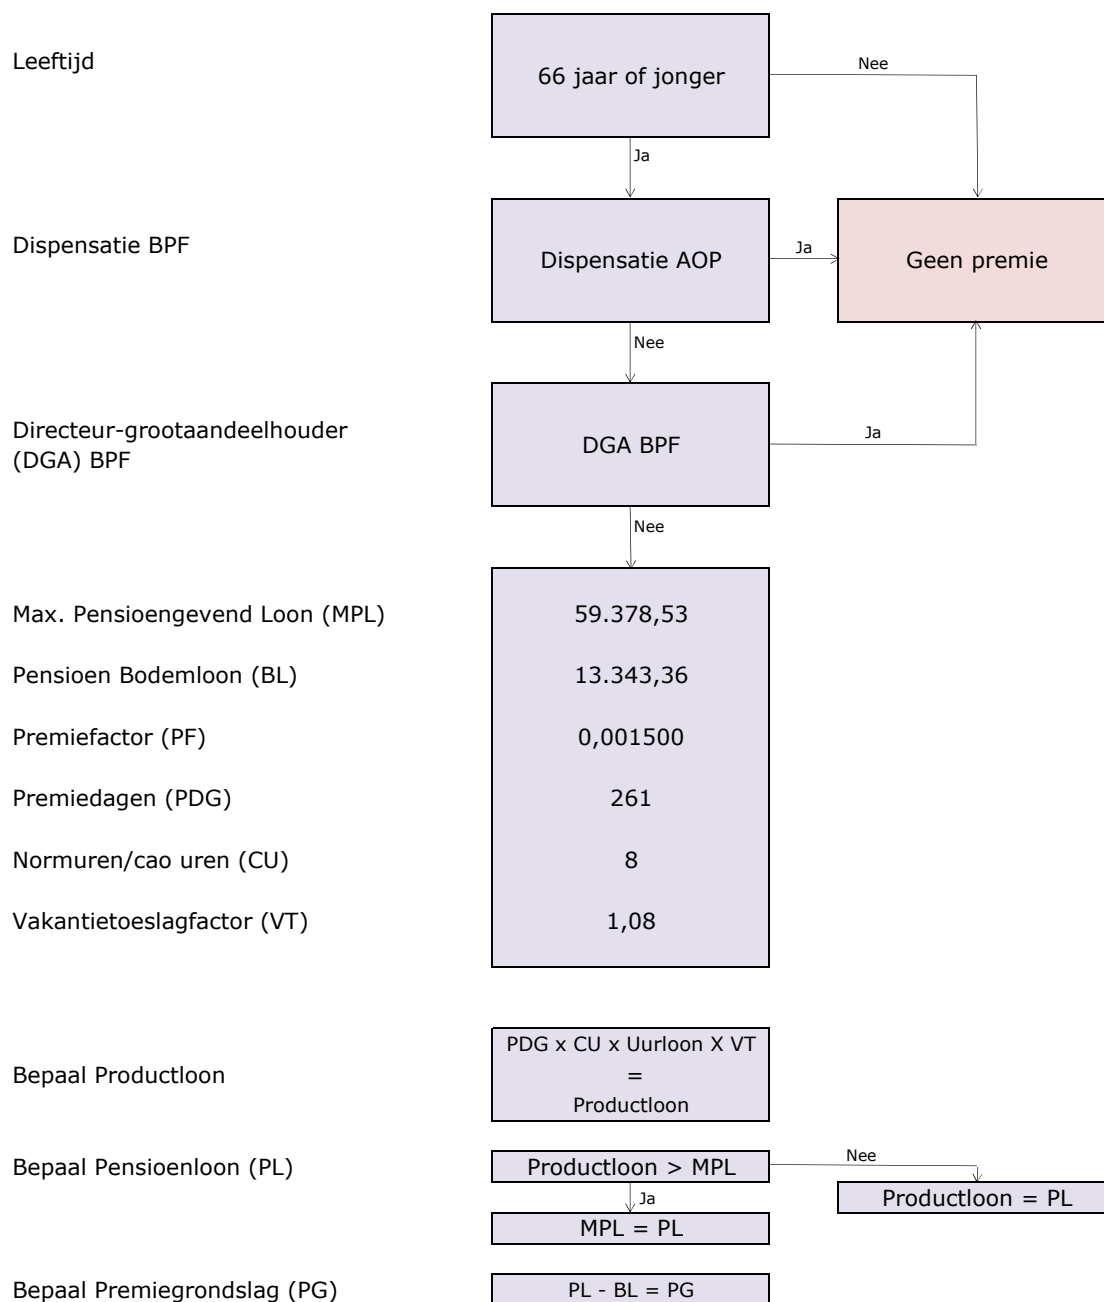 Leeftijd
66 jaar of jonger
Nee
Ja
Dispensatie BPF
Dispensatie AOP
Ja
Geen premie
Nee
Directeur-grootaandeelhouder
(DGA) BPF
DGA BPF
Ja
Nee
Max. Pensioengevend Loon (MPL)
59.378,53
Pensioen Bodemloon (BL)
13.343,36
Premiefactor (PF)
0,001500
Premiedagen (PDG)
261
Normuren/cao uren (CU)
8
Vakantietoeslagfactor (VT)
1,08
Bepaal Productloon
PDG x CU x Uurloon X VT
=
Productloon
Bepaal Pensioenloon (PL)
Productloon > MPL
Nee
Productloon = PL
Ja
MPL = PL
Bepaal Premiegrondslag (PG)
PL - BL = PG